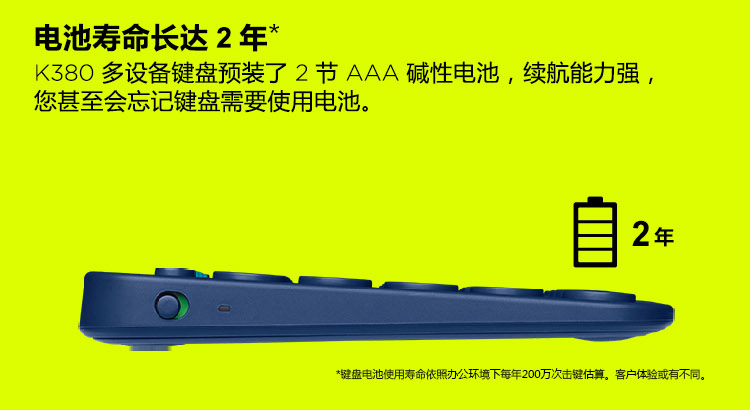 电池寿命长达 2 年*
K380 多设备键盘预装了 2 节 AAA 碱性电池，续航能力强，
您甚至会忘记键盘需要使用电池。
2 年
*键盘电池使用寿命依照办公环境下每年200万次击键估算。客户体验或有不同。